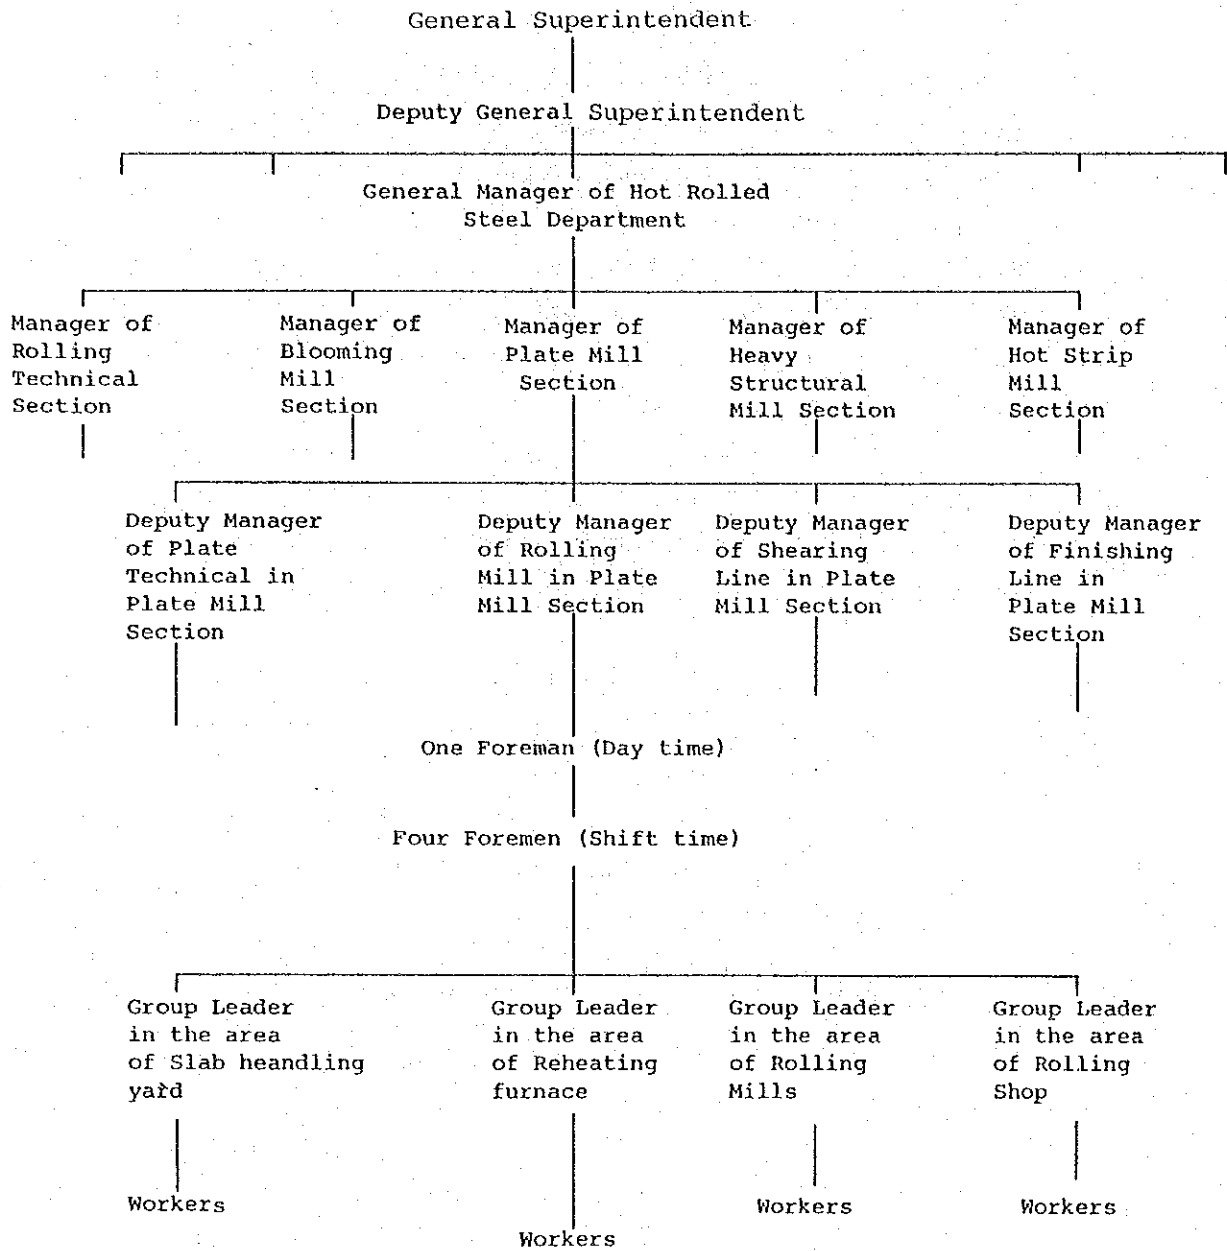 General Superintendent
Deputy General Superintendent
General Manager of Hot Rolled
Steel Department
Manager of
Rolling
Technical
Section
Manager of
Blooming
Mill
Section
Manager of
Plate Mill
Section
Manager of
Heavy
Structural
Mill Section
Manager of
Hot Strip
Mill
Section
Deputy Manager
of Plate
Technical in
Plate Mill
Section
Deputy Manager
of Rolling
Mill in Plate
Mill Section
Deputy Manager
of Shearing
Line in Plate
Mill Section
Deputy Manager
of Finishing
Line in
Plate Mill
Section
One Foreman (Day time)
Four Foremen (Shift time)
Group Leader
in the area
of Slab heandling
yard
Group Leader
in the area
of Reheating
furnace
Group Leader
in the area
of Rolling
Mills
Group Leader
in the area
of Rolling
Shop
Workers
Workers
Workers
Workers